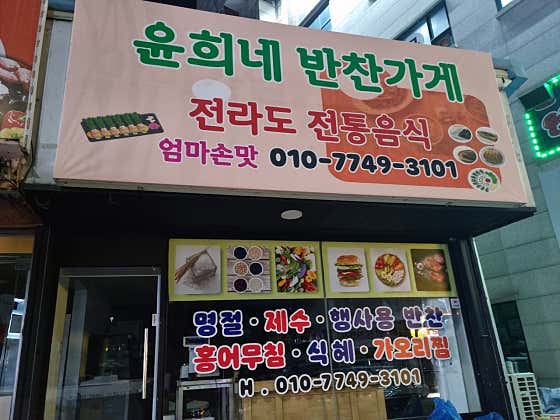 윤희네 반찬가게
전라도 전통음식
엄마손맛 010-7749-3101
명절·제수·행사용 반찬
홍어무침·식혜·가오리찜
H . 010-7749-3101